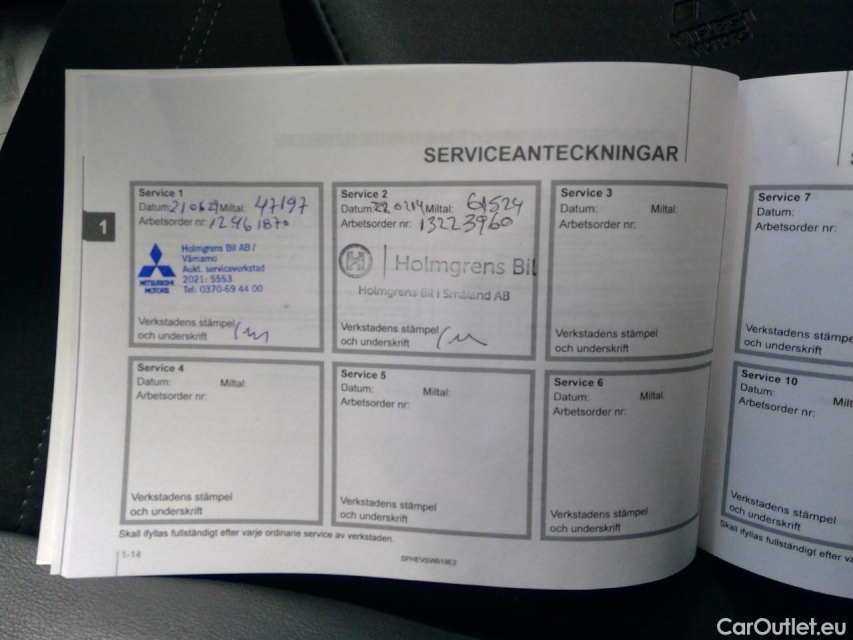 SERVICEANTECKNINGAR
1
Service 1
Datum: 210629 Miltal: 47197
Arbetsorder nr: 12461870
MITSUBISHI
MOTORS
Holmgrens Bil AB /
Värnamo
Aukt. serviceverkstad
2021: 5553
Tel: 0370-69 44 00
Verkstadens stämpel
och underskrift
Service 2
Datum: 220214 Miltal: 61524
Arbetsorder nr: 13223960
Holmgrens Bil
Holmgrens Bil i Småland AB
Verkstadens stämpel
och underskrift
Service 3
Datum: Miltal:
Arbetsorder nr:
Verkstadens stämpel
och underskrift
Service 4
Datum: Miltal:
Arbetsorder nr:
Verkstadens stämpel
och underskrift
Service 5
Datum: Miltal:
Arbetsorder nr:
Verkstadens stämpel
och underskrift
Service 6
Datum: Miltal:
Arbetsorder nr:
Verkstadens stämpel
och underskrift
Skall ifyllas fullständigt efter varje ordinarie service av verkstaden.
1-14
Service 7
Datum:
Arbetsorder nr:
Verkstadens stämpe
och underskrift
Service 10
Datum: Milt
Arbetsorder nr:
Verkstadens stämpel
och underskrift
Skall ifyllas fullständigt efter va
CarOutlet.eu